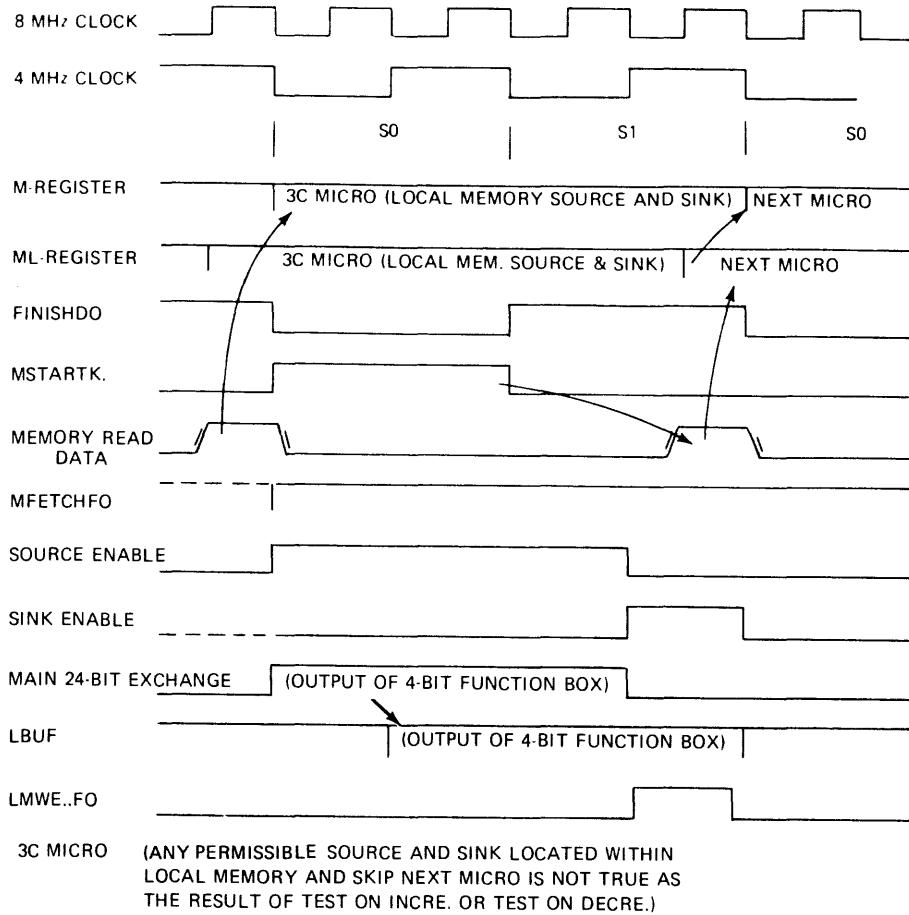 8 MHz CLOCK
4 MHz CLOCK
S0 S1 S0
M-REGISTER 3C MICRO (LOCAL MEMORY SOURCE AND SINK) NEXT MICRO
ML-REGISTER 3C MICRO (LOCAL MEM. SOURCE & SINK) NEXT MICRO
FINISHDO
MSTARTK.
MEMORY READ
DATA
MFETCHFO
SOURCE ENABLE
SINK ENABLE
MAIN 24-BIT EXCHANGE (OUTPUT OF 4-BIT FUNCTION BOX)
LBUF (OUTPUT OF 4-BIT FUNCTION BOX)
LMWE..FO
3C MICRO (ANY PERMISSIBLE SOURCE AND SINK LOCATED WITHIN
LOCAL MEMORY AND SKIP NEXT MICRO IS NOT TRUE AS
THE RESULT OF TEST ON INCRE. OR TEST ON DECRE.)